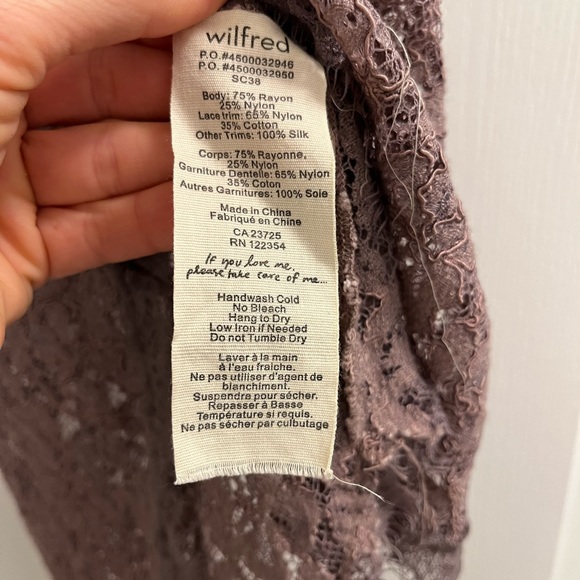 wilfred
P.O.#4500032946
P.O. #4500032950
SC38
Body: 75% Rayon
25% Nylon
Lace trim: 65% Nylon
35% Cotton
Other Trims: 100% Silk
Corps: 75% Rayonne,
25% Nylon
Garniture Dentelle: 65% Nylon
35% Coton
Autres Garnitures: 100% Soie
Made in China
Fabriqué en Chine
CA 23725
RN 122354
If you love me,
please take care of me...
Handwash Cold
No Bleach
Hang to Dry
Low Iron if Needed
Do not Tumble Dry
Laver à la main
à l'eau fraîche.
Ne pas utiliser d'agent de
blanchiment.
Suspendre pour sécher.
Repasser à Basse
Température si requis.
Ne pas sécher par culbutage